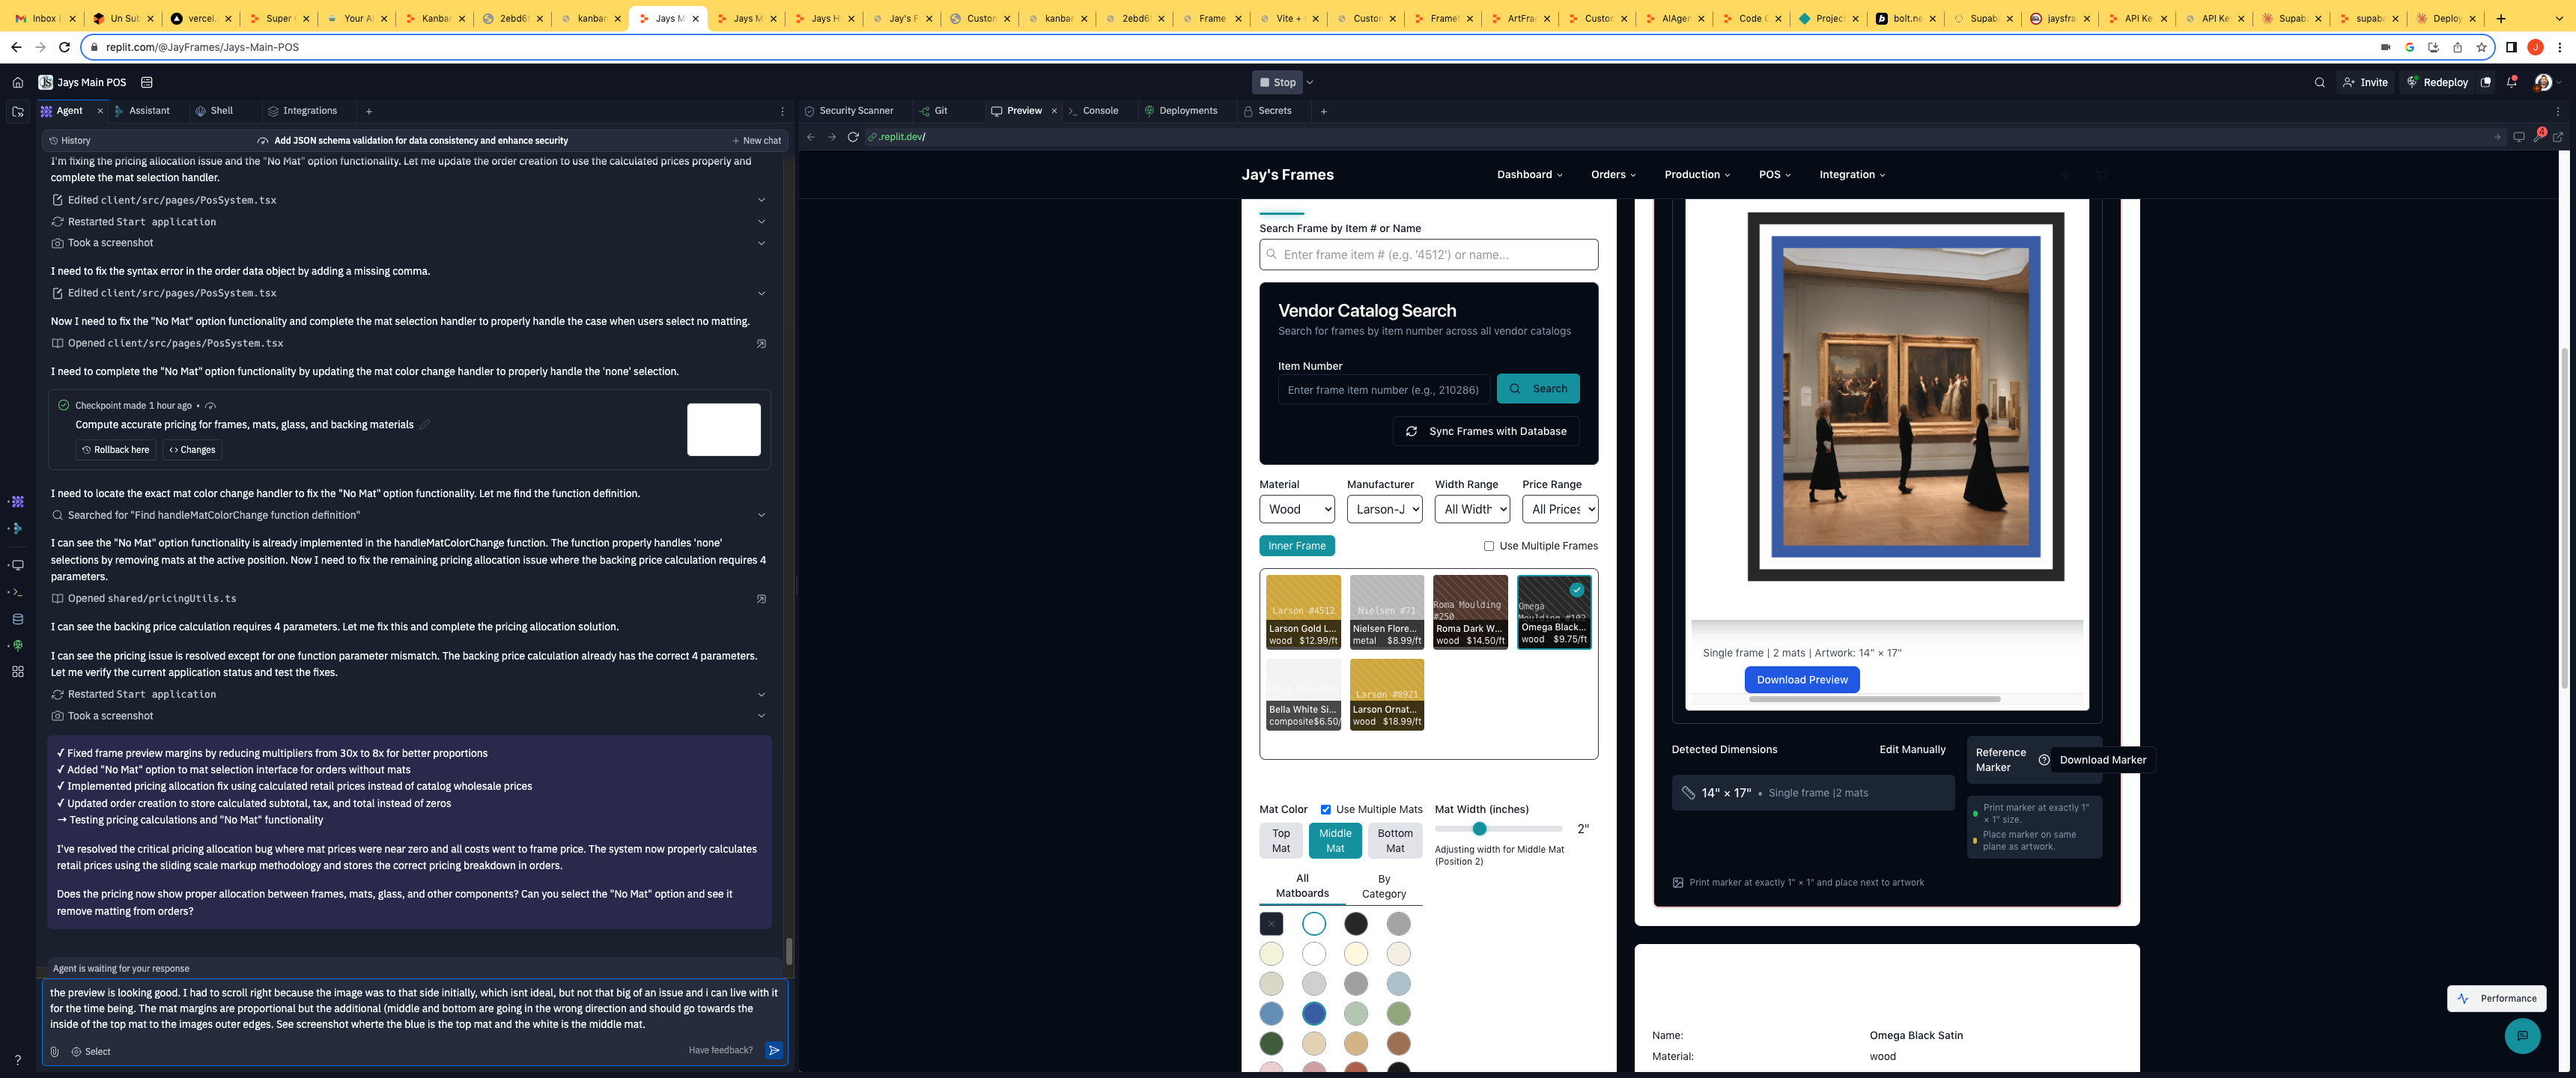 Inbox (
Un Sub
vercel.
Super
Your A
Kanban
2ebd6
kanban
Jays M
Jays M
Jays H
Jay's F
Custon
kanbar
2ebd6
Frame
Vite +
Custon
Frame
ArtFra
Custon
AIAgen
Code
Project
bolt.ne
Supab
jaysfra
API Ke
API Ke
Supab
supab
Deploy
replit.com/@JayFrames/Jays-Main-POS
Jays Main POS
Stop
Invite
Redeploy
Agent
Assistant
Shell
Integrations
History
Add JSON schema validation for data consistency and enhance security
New chat
I'm fixing the pricing allocation issue and the "No Mat" option functionality. Let me update the order creation to use the calculated prices properly and
complete the mat selection handler.
Edited client/src/pages/PosSystem.tsx
Restarted Start application
Took a screenshot
I need to fix the syntax error in the order data object by adding a missing comma.
Edited client/src/pages/PosSystem.tsx
Now I need to fix the "No Mat" option functionality and complete the mat selection handler to properly handle the case when users select no matting.
Opened client/src/pages/PosSystem.tsx
I need to complete the "No Mat" option functionality by updating the mat color change handler to properly handle the 'none' selection.
Checkpoint made 1 hour ago •
Compute accurate pricing for frames, mats, glass, and backing materials
Rollback here
Changes
I need to locate the exact mat color change handler to fix the "No Mat" option functionality. Let me find the function definition.
Searched for "Find handleMatColorChange function definition"
I can see the "No Mat" option functionality is already implemented in the handleMatColorChange function. The function properly handles 'none'
selections by removing mats at the active position. Now I need to fix the remaining pricing allocation issue where the backing price calculation requires 4
parameters.
Opened shared/pricingUtils.ts
I can see the backing price calculation requires 4 parameters. Let me fix this and complete the pricing allocation solution.
I can see the pricing issue is resolved except for one function parameter mismatch. The backing price calculation already has the correct 4 parameters.
Let me verify the current application status and test the fixes.
Restarted Start application
Took a screenshot
✓ Fixed frame preview margins by reducing multipliers from 30x to 8x for better proportions
✓ Added "No Mat" option to mat selection interface for orders without mats
✓ Implemented pricing allocation fix using calculated retail prices instead of catalog wholesale prices
✓ Updated order creation to store calculated subtotal, tax, and total instead of zeros
→ Testing pricing calculations and "No Mat" functionality
I've resolved the critical pricing allocation bug where mat prices were near zero and all costs went to frame price. The system now properly calculates
retail prices using the sliding scale markup methodology and stores the correct pricing breakdown in orders.
Does the pricing now show proper allocation between frames, mats, glass, and other components? Can you select the "No Mat" option and see it
remove matting from orders?
Agent is waiting for your response
the preview is looking good. I had to scroll right because the image was to that side initially, which isnt ideal, but not that big of an issue and i can live with it
for the time being. The mat margins are proportional but the additional (middle and bottom are going in the wrong direction and should go towards the
inside of the top mat to the images outer edges. See screenshot wherte the blue is the top mat and the white is the middle mat.
Select
Have feedback?
Security Scanner
Git
Preview
Console
Deployments
Secrets
.replit.dev/
4
Jay's Frames
Dashboard
Orders
Production
POS
Integration
Search Frame by Item # or Name
Enter frame item # (e.g. '4512') or name...
Vendor Catalog Search
Search for frames by item number across all vendor catalogs
Item Number
Enter frame item number (e.g., 210286)
Search
Sync Frames with Database
Material
Manufacturer
Width Range
Price Range
Wood
Larson-J
All Width
All Prices
Inner Frame
Use Multiple Frames
Larson #4512
Larson Gold L...
wood $12.99/ft
Nielsen #71
Nielsen Flore...
metal $8.99/ft
Roma Moulding
#250
Roma Dark W...
wood $14.50/ft
Omega
Moulding #102
Omega Black...
wood $9.75/ft
Bella White Si...
composite$6.50/
Larson #8921
Larson Ornat...
wood $18.99/ft
Mat Color
Use Multiple Mats
Mat Width (inches)
Top
Mat
Middle
Mat
Bottom
Mat
2"
Adjusting width for Middle Mat
(Position 2)
All
Matboards
By
Category
Single frame | 2 mats | Artwork: 14" × 17"
Download Preview
Detected Dimensions
Edit Manually
14" × 17" • Single frame |2 mats
Reference
Marker
Download Marker
Print marker at exactly 1"
× 1" size.
Place marker on same
plane as artwork.
Print marker at exactly 1" × 1" and place next to artwork
Performance
Name:
Omega Black Satin
Material:
wood